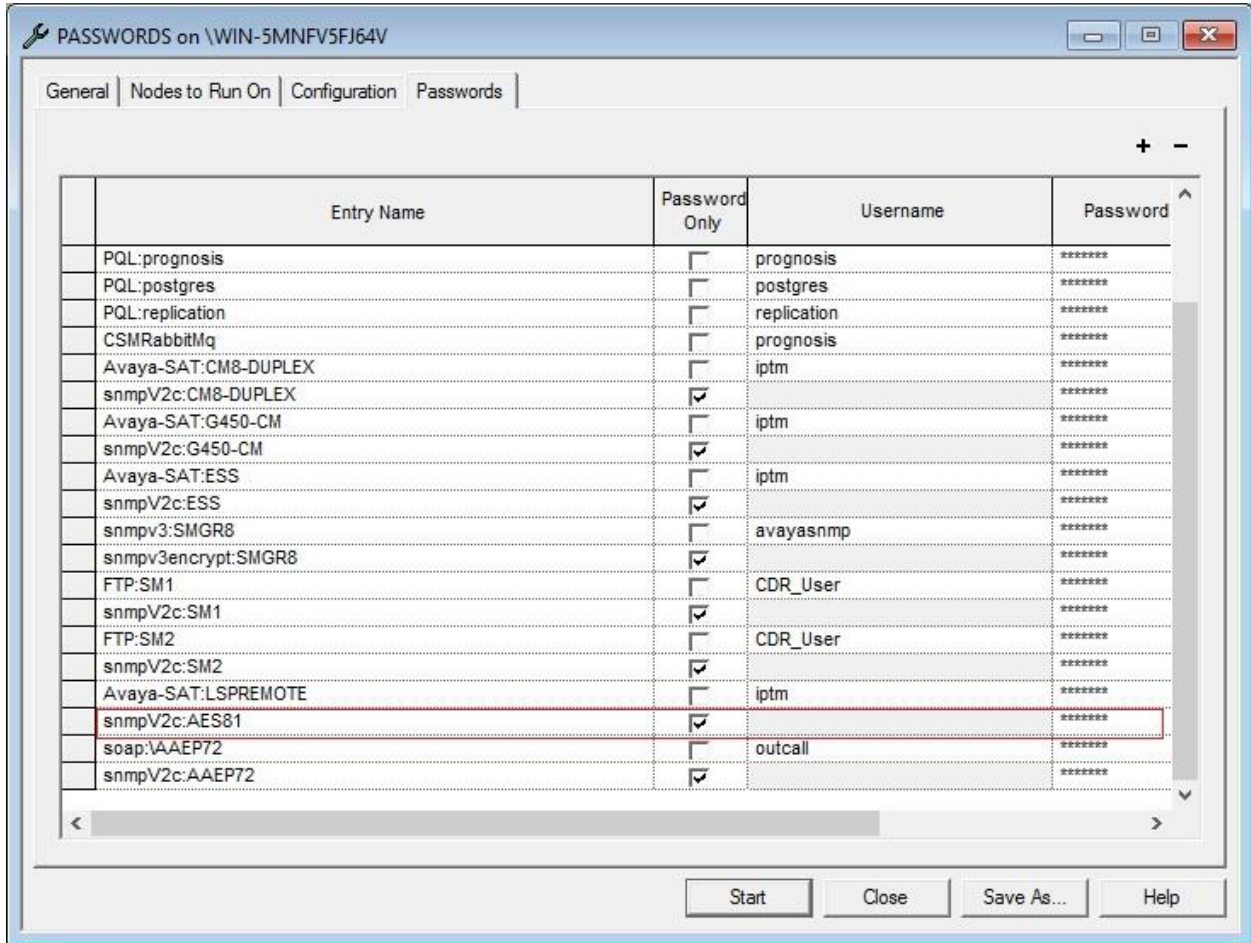 PASSWORDS on \WIN-5MNFV5FJ64V
General Nodes to Run On Configuration Passwords
+ −
Entry Name Password Only Username Password
PQL:prognosis prognosis *******
PQL:postgres postgres *******
PQL:replication replication *******
CSMRabbitMq prognosis *******
Avaya-SAT:CM8-DUPLEX iptm *******
snmpV2c:CM8-DUPLEX *******
Avaya-SAT:G450-CM iptm *******
snmpV2c:G450-CM *******
Avaya-SAT:ESS iptm *******
snmpV2c:ESS *******
snmpv3:SMGR8 avayasnmp *******
snmpv3encrypt:SMGR8 *******
FTP:SM1 CDR_User *******
snmpV2c:SM1 *******
FTP:SM2 CDR_User *******
snmpV2c:SM2 *******
Avaya-SAT:LSPREMOTE iptm *******
snmpV2c:AES81 *******
soap:\AAEP72 outcall *******
snmpV2c:AAEP72 *******
Start Close Save As... Help